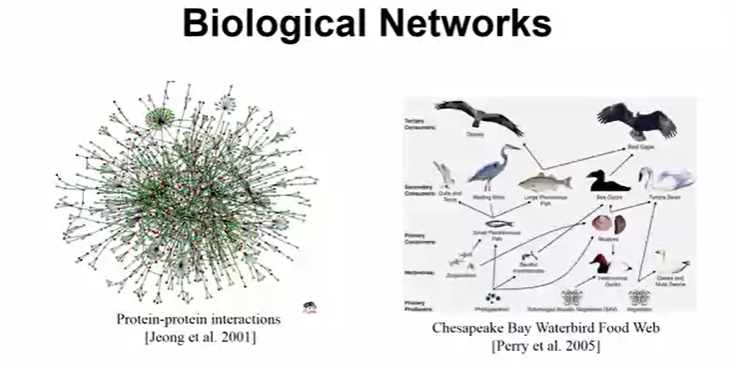 Biological Networks
Tertiary
Consumers:
Osprey
Bald Eagle
Secondary
Consumers:
Gulls and
Terns
Wading Birds
Large Piscivorous
Fish
Sea Ducks
Tundra Swan
Primary
Consumers:
Small Planktivorous
Fish
Bivalves
Herbivores:
Zooplankton
Benthic
Invertebrates
Herbivorous
Ducks
Geese and
Mute Swans
Primary
Producers:
Phytoplankton
Submerged Aquatic Vegetation (SAV)
Vegetation
Protein-protein interactions
[Jeong et al. 2001]
Chesapeake Bay Waterbird Food Web
[Perry et al. 2005]